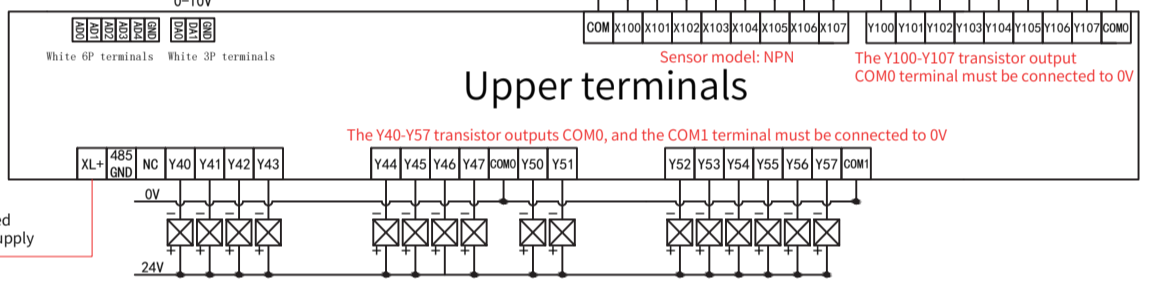 0-10V
AD0 AD1 AD2 AD3 AD4 GND DA0 DA1 GND
COM X100 X101 X102 X103 X104 X105 X106 X107
Y100 Y101 Y102 Y103 Y104 Y105 Y106 Y107 COM0
White 6P terminals White 3P terminals
Sensor model: NPN
The Y100-Y107 transistor output
COM0 terminal must be connected to 0V
Upper terminals
The Y40-Y57 transistor outputs COM0, and the COM1 terminal must be connected to 0V
XL+ 485 GND NC Y40 Y41 Y42 Y43
Y44 Y45 Y46 Y47 COM0 Y50 Y51
Y52 Y53 Y54 Y55 Y56 Y57 COM1
0V
24V